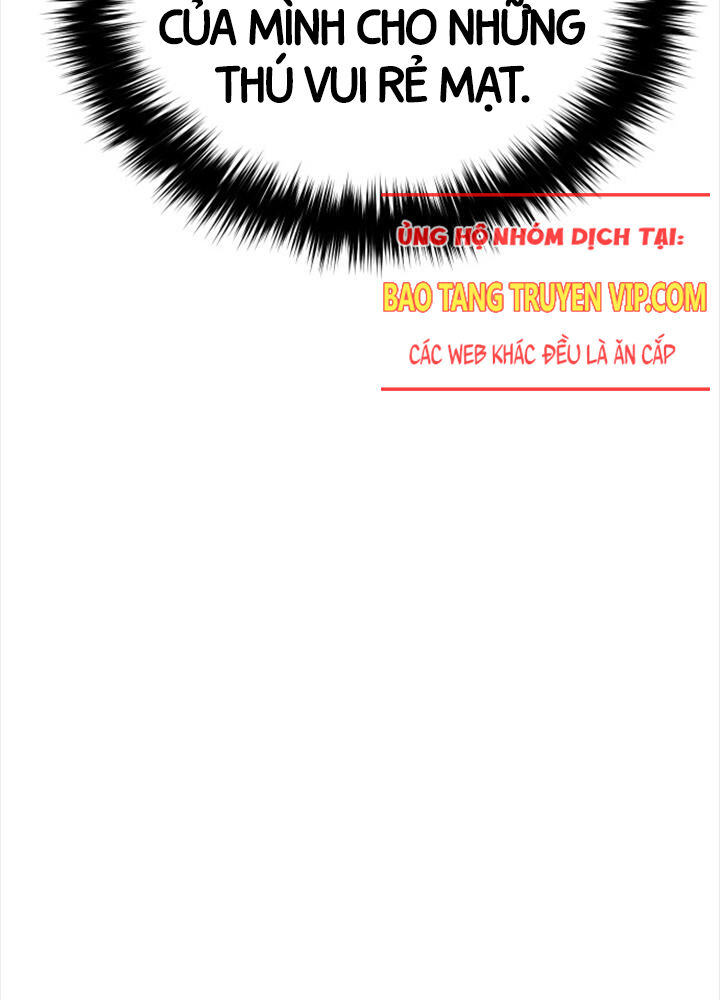 CỦA MÌNH CHO NHỮNG
THÚ VUI RẺ MẠT.
ỦNG HỘ NHÓM DỊCH TẠI:
BAO TANG TRUYEN VIP.COM
CÁC WEB KHÁC ĐỀU LÀ ĂN CẮP